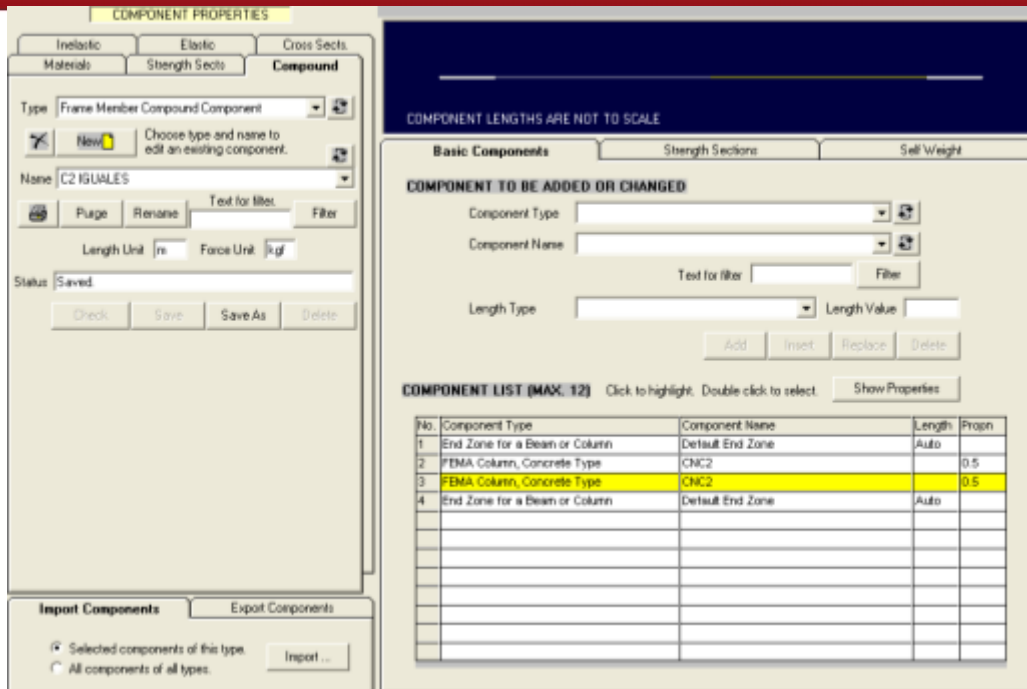 COMPONENT PROPERTIES
Inelastic Elastic Cross Sects.
Materials Strength Sects Compound
Type Frame Member Compound Component
New Choose type and name to
edit an existing component.
Name C2 IGUALES
Purge Rename Text for filter. Filter
Length Unit m Force Unit kgf
Status Saved.
Check Save Save As Delete
Import Components Export Components
Selected components of this type.
All components of all types.
Import ...
COMPONENT LENGTHS ARE NOT TO SCALE
Basic Components Strength Sections Self Weight
COMPONENT TO BE ADDED OR CHANGED
Component Type
Component Name
Text for filter Filter
Length Type Length Value
Add Insert Replace Delete
COMPONENT LIST (MAX. 12) Click to highlight. Double click to select. Show Properties
No. Component Type Component Name Length Propn
1 End Zone for a Beam or Column Default End Zone Auto
2 FEMA Column, Concrete Type CNC2 0.5
3 FEMA Column, Concrete Type CNC2 0.5
4 End Zone for a Beam or Column Default End Zone Auto